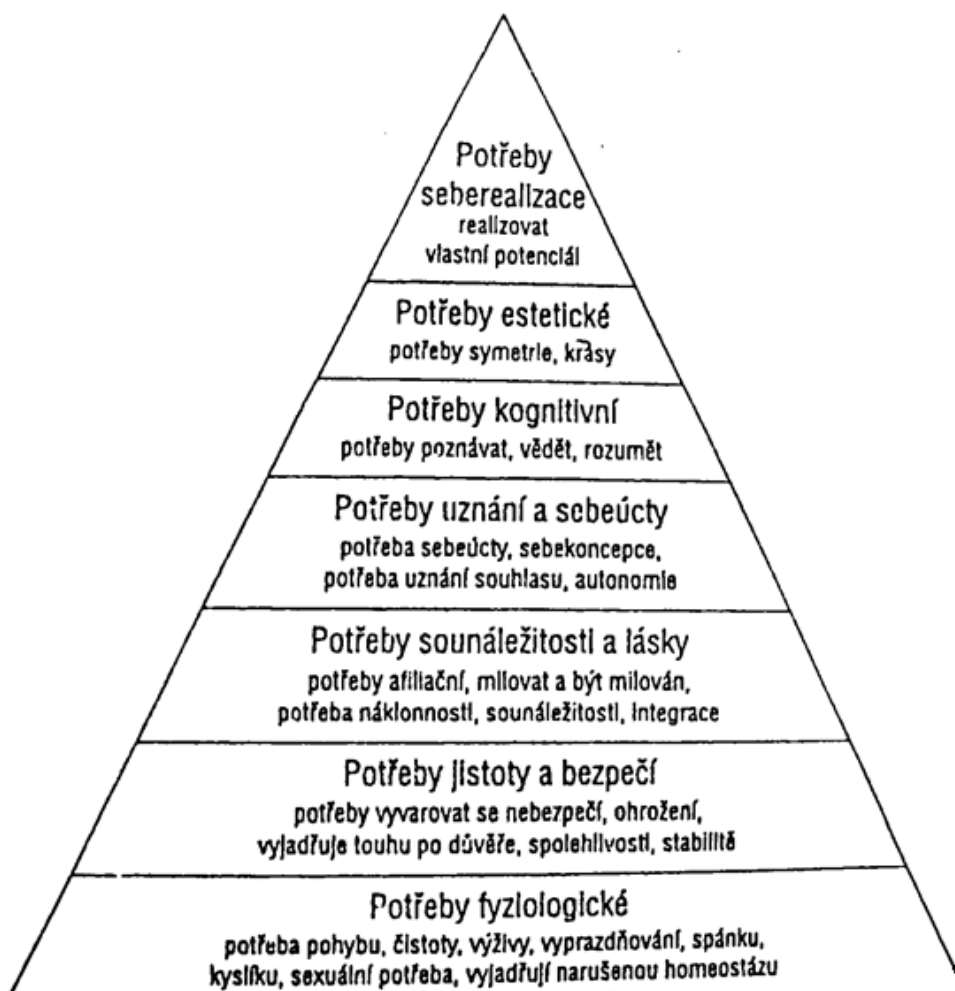 Potřeby
seberealizace
realizovat
vlastní potenciál
Potřeby estetické
potřeby symetrie, krásy
Potřeby kognitivní
potřeby poznávat, vědět, rozumět
Potřeby uznání a sebeúcty
potřeba sebeúcty, sebekoncepce,
potřeba uznání souhlasu, autonomie
Potřeby sounáležitosti a lásky
potřeby afiliační, milovat a být milován,
potřeba náklonnosti, sounáležitosti, integrace
Potřeby jistoty a bezpečí
potřeby vyvarovat se nebezpečí, ohrožení,
vyjadřuje touhu po důvěře, spolehlivosti, stabilitě
Potřeby fyziologické
potřeba pohybu, čistoty, výživy, vyprazdňování, spánku,
kyslíku, sexuální potřeba, vyjadřují narušenou homeostázu